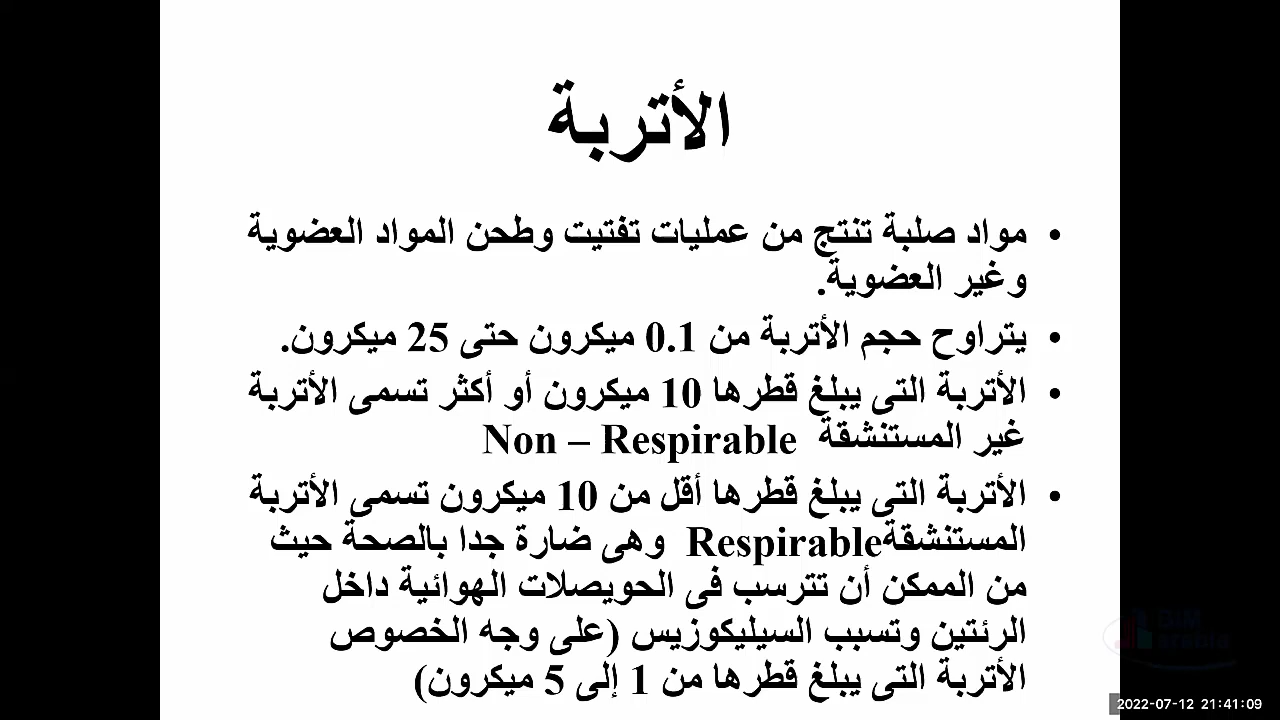 الأتربة
• مواد صلبة تنتج من عمليات تفتيت وطحن المواد العضوية
وغير العضوية.
• يتراوح حجم الأتربة من 0.1 ميكرون حتى 25 ميكرون.
• الأتربة التى يبلغ قطرها 10 ميكرون أو أكثر تسمى الأتربة
غير المستنشقة Non – Respirable
• الأتربة التى يبلغ قطرها أقل من 10 ميكرون تسمى الأتربة
المستنشقةRespirable وهى ضارة جدا بالصحة حيث
من الممكن أن تترسب فى الحويصلات الهوائية داخل
الرئتين وتسبب السيليكوزيس (على وجه الخصوص
الأتربة التى يبلغ قطرها من 1 إلى 5 ميكرون)
BIM
arabia
2022-07-12 21:41:09